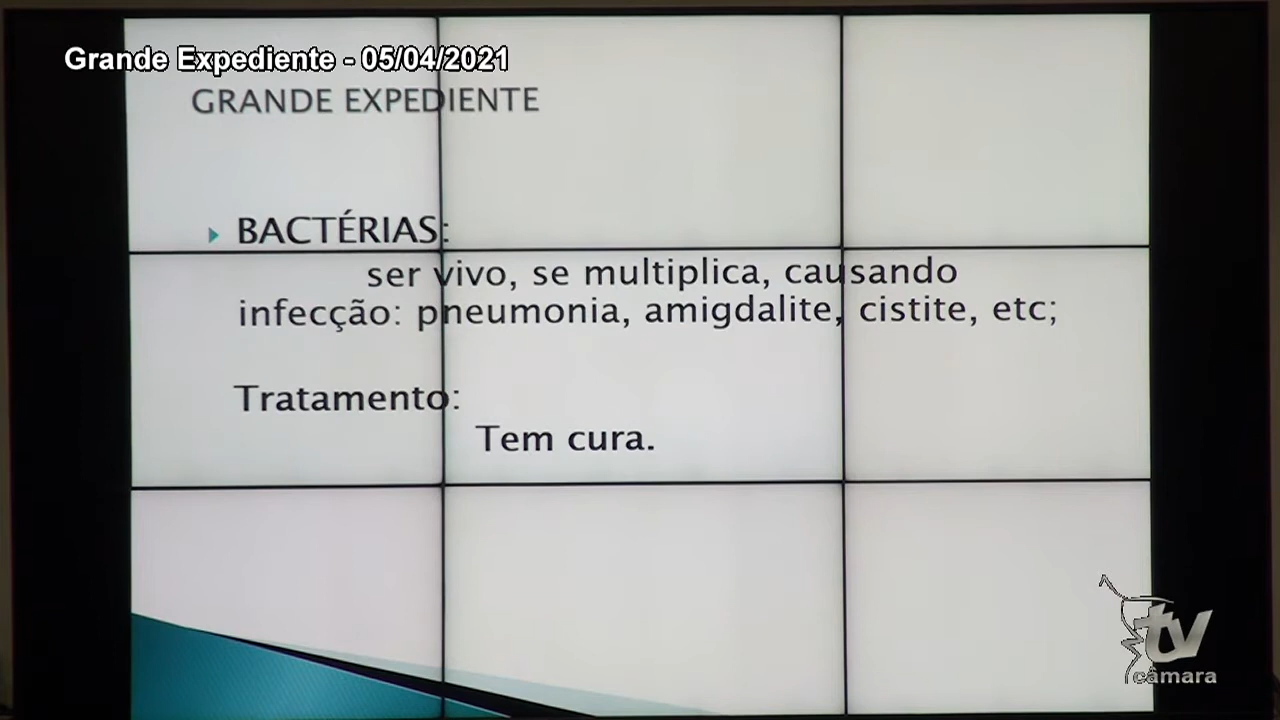 Grande Expediente - 05/04/2021
GRANDE EXPEDIENTE
BACTÉRIAS:
ser vivo, se multiplica, causando
infecção: pneumonia, amigdalite, cistite, etc;
Tratamento:
Tem cura.
tv
câmara